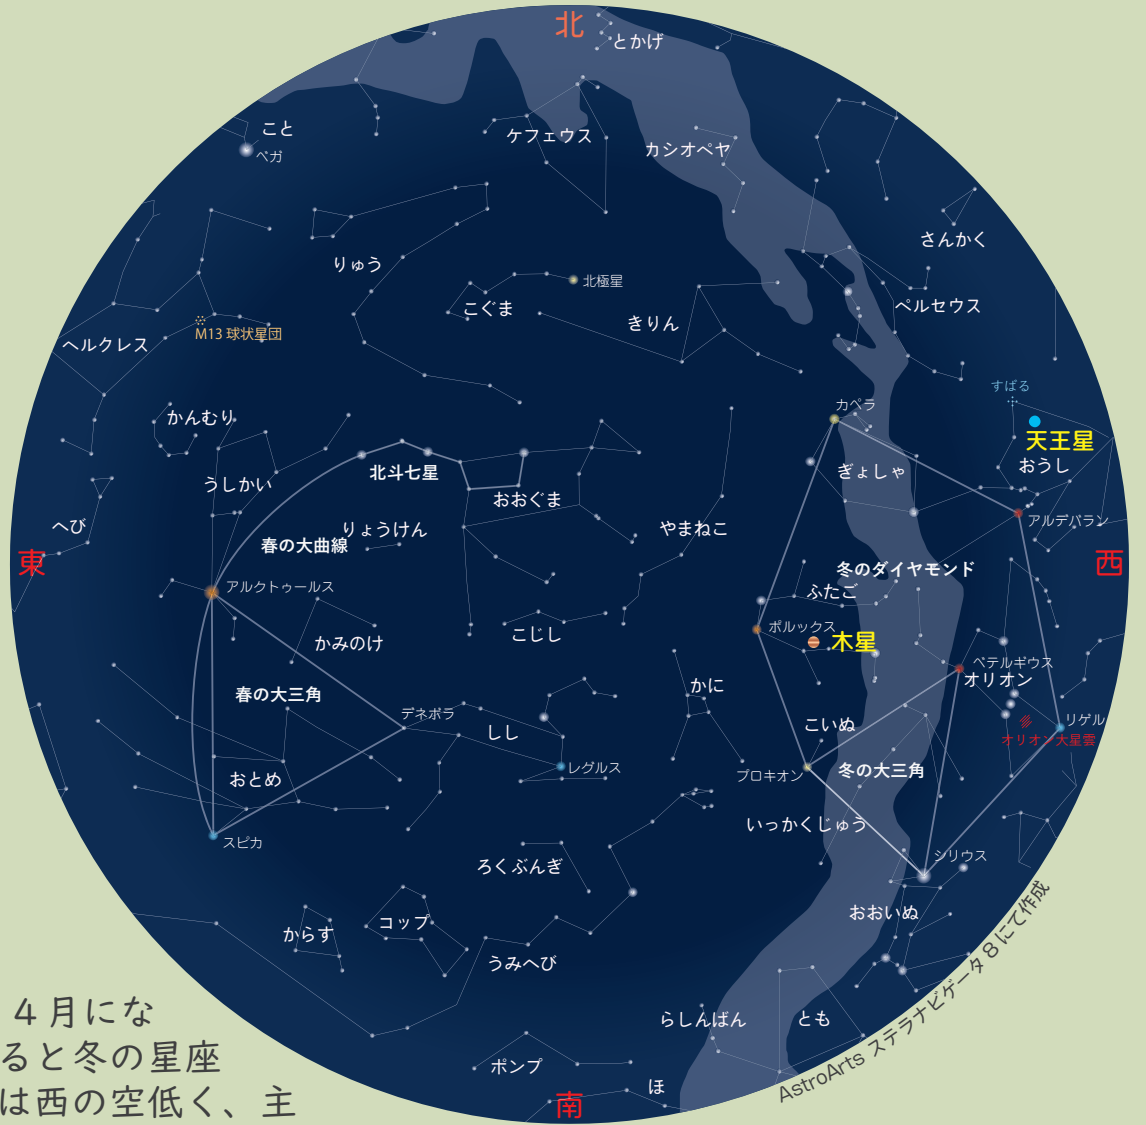 北
とかげ
こと
ベガ
ケフェウス
カシオペヤ
さんかく
りゅう
北極星
こぐま
きりん
ペルセウス
M13 球状星団
ヘルクレス
すばる
カペラ
天王星
おうし
かんむり
北斗七星
ぎょしゃ
うしかい
おおぐま
アルデバラン
へび
りょうけん
やまねこ
春の大曲線
東
西
冬のダイヤモンド
アルクトゥールス
ふたご
ポルックス
こじし
木星
かみのけ
ベテルギウス
オリオン
かに
春の大三角
デネボラ
しし
こいぬ
リゲル
オリオン大星雲
レグルス
プロキオン
冬の大三角
おとめ
いっかくじゅう
スピカ
シリウス
ろくぶんぎ
おおいぬ
コップ
からす
うみへび
らしんばん
とも
ポンプ
ほ
南
AstroArts ステラナビゲータ8にて作成
4月にな
ると冬の星座
は西の空低く、主